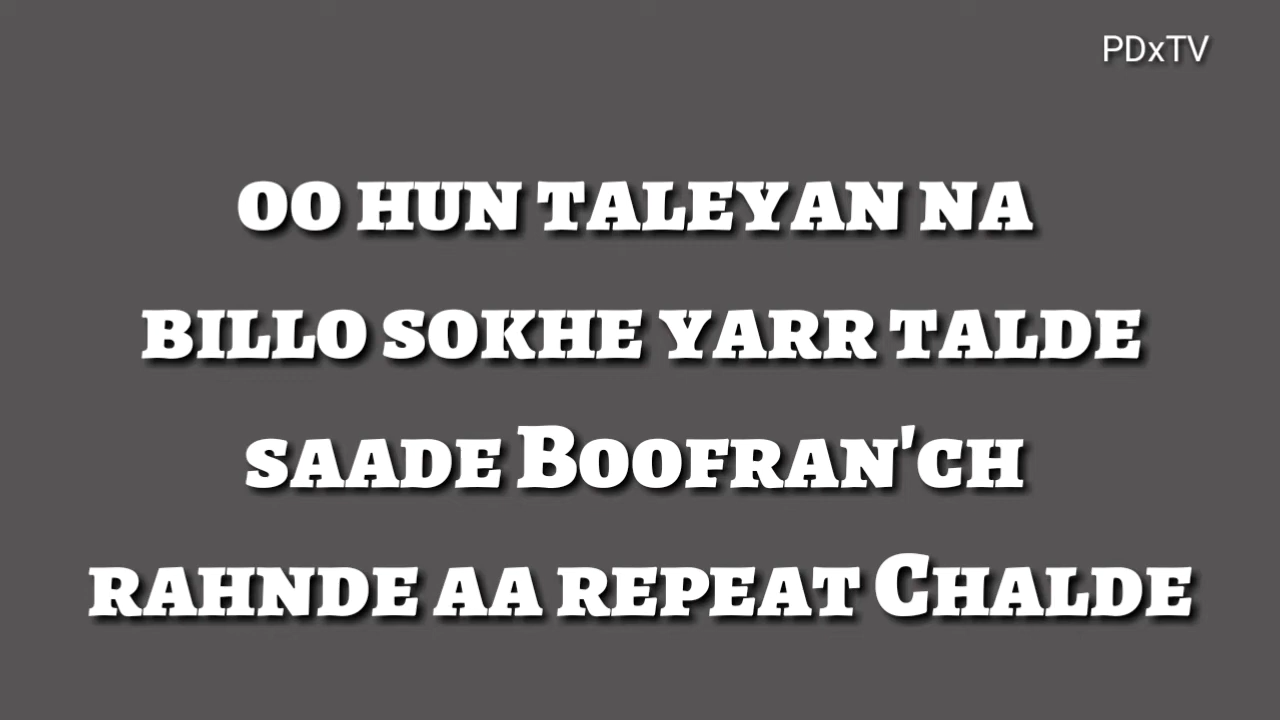 PDxTV
OO HUN TALEYAN NA
BILLO SOKHE YARR TALDE
SAADE BOOFRAN'CH
RAHNDE AA REPEAT CHALDE